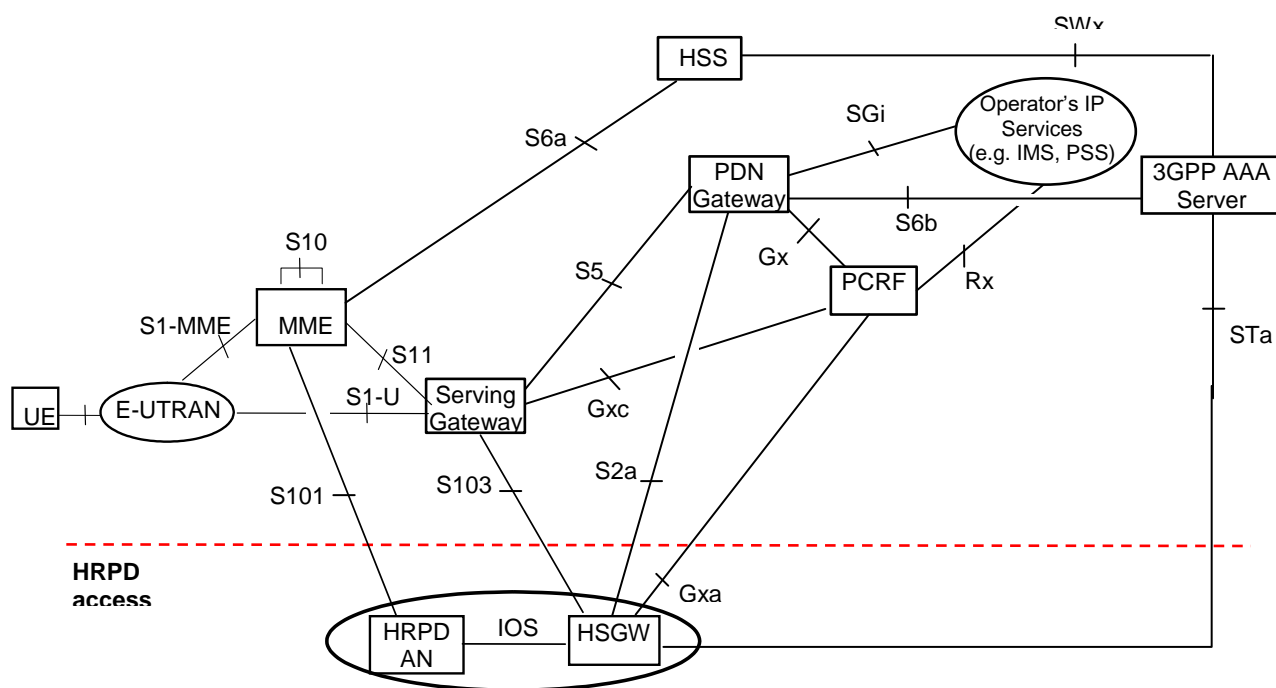 SWx
HSS
Operator's IP
Services
(e.g. IMS, PSS)
SGi
S6a
PDN
Gateway
3GPP AAA
Server
S6b
S10
Gx
S5
PCRF
Rx
MME
S1-MME
STa
S11
S1-U
Serving
Gateway
Gxc
UE
E-UTRAN
S101
S103
S2a
HRPD
access
Gxa
HRPD
AN
IOS
HSGW